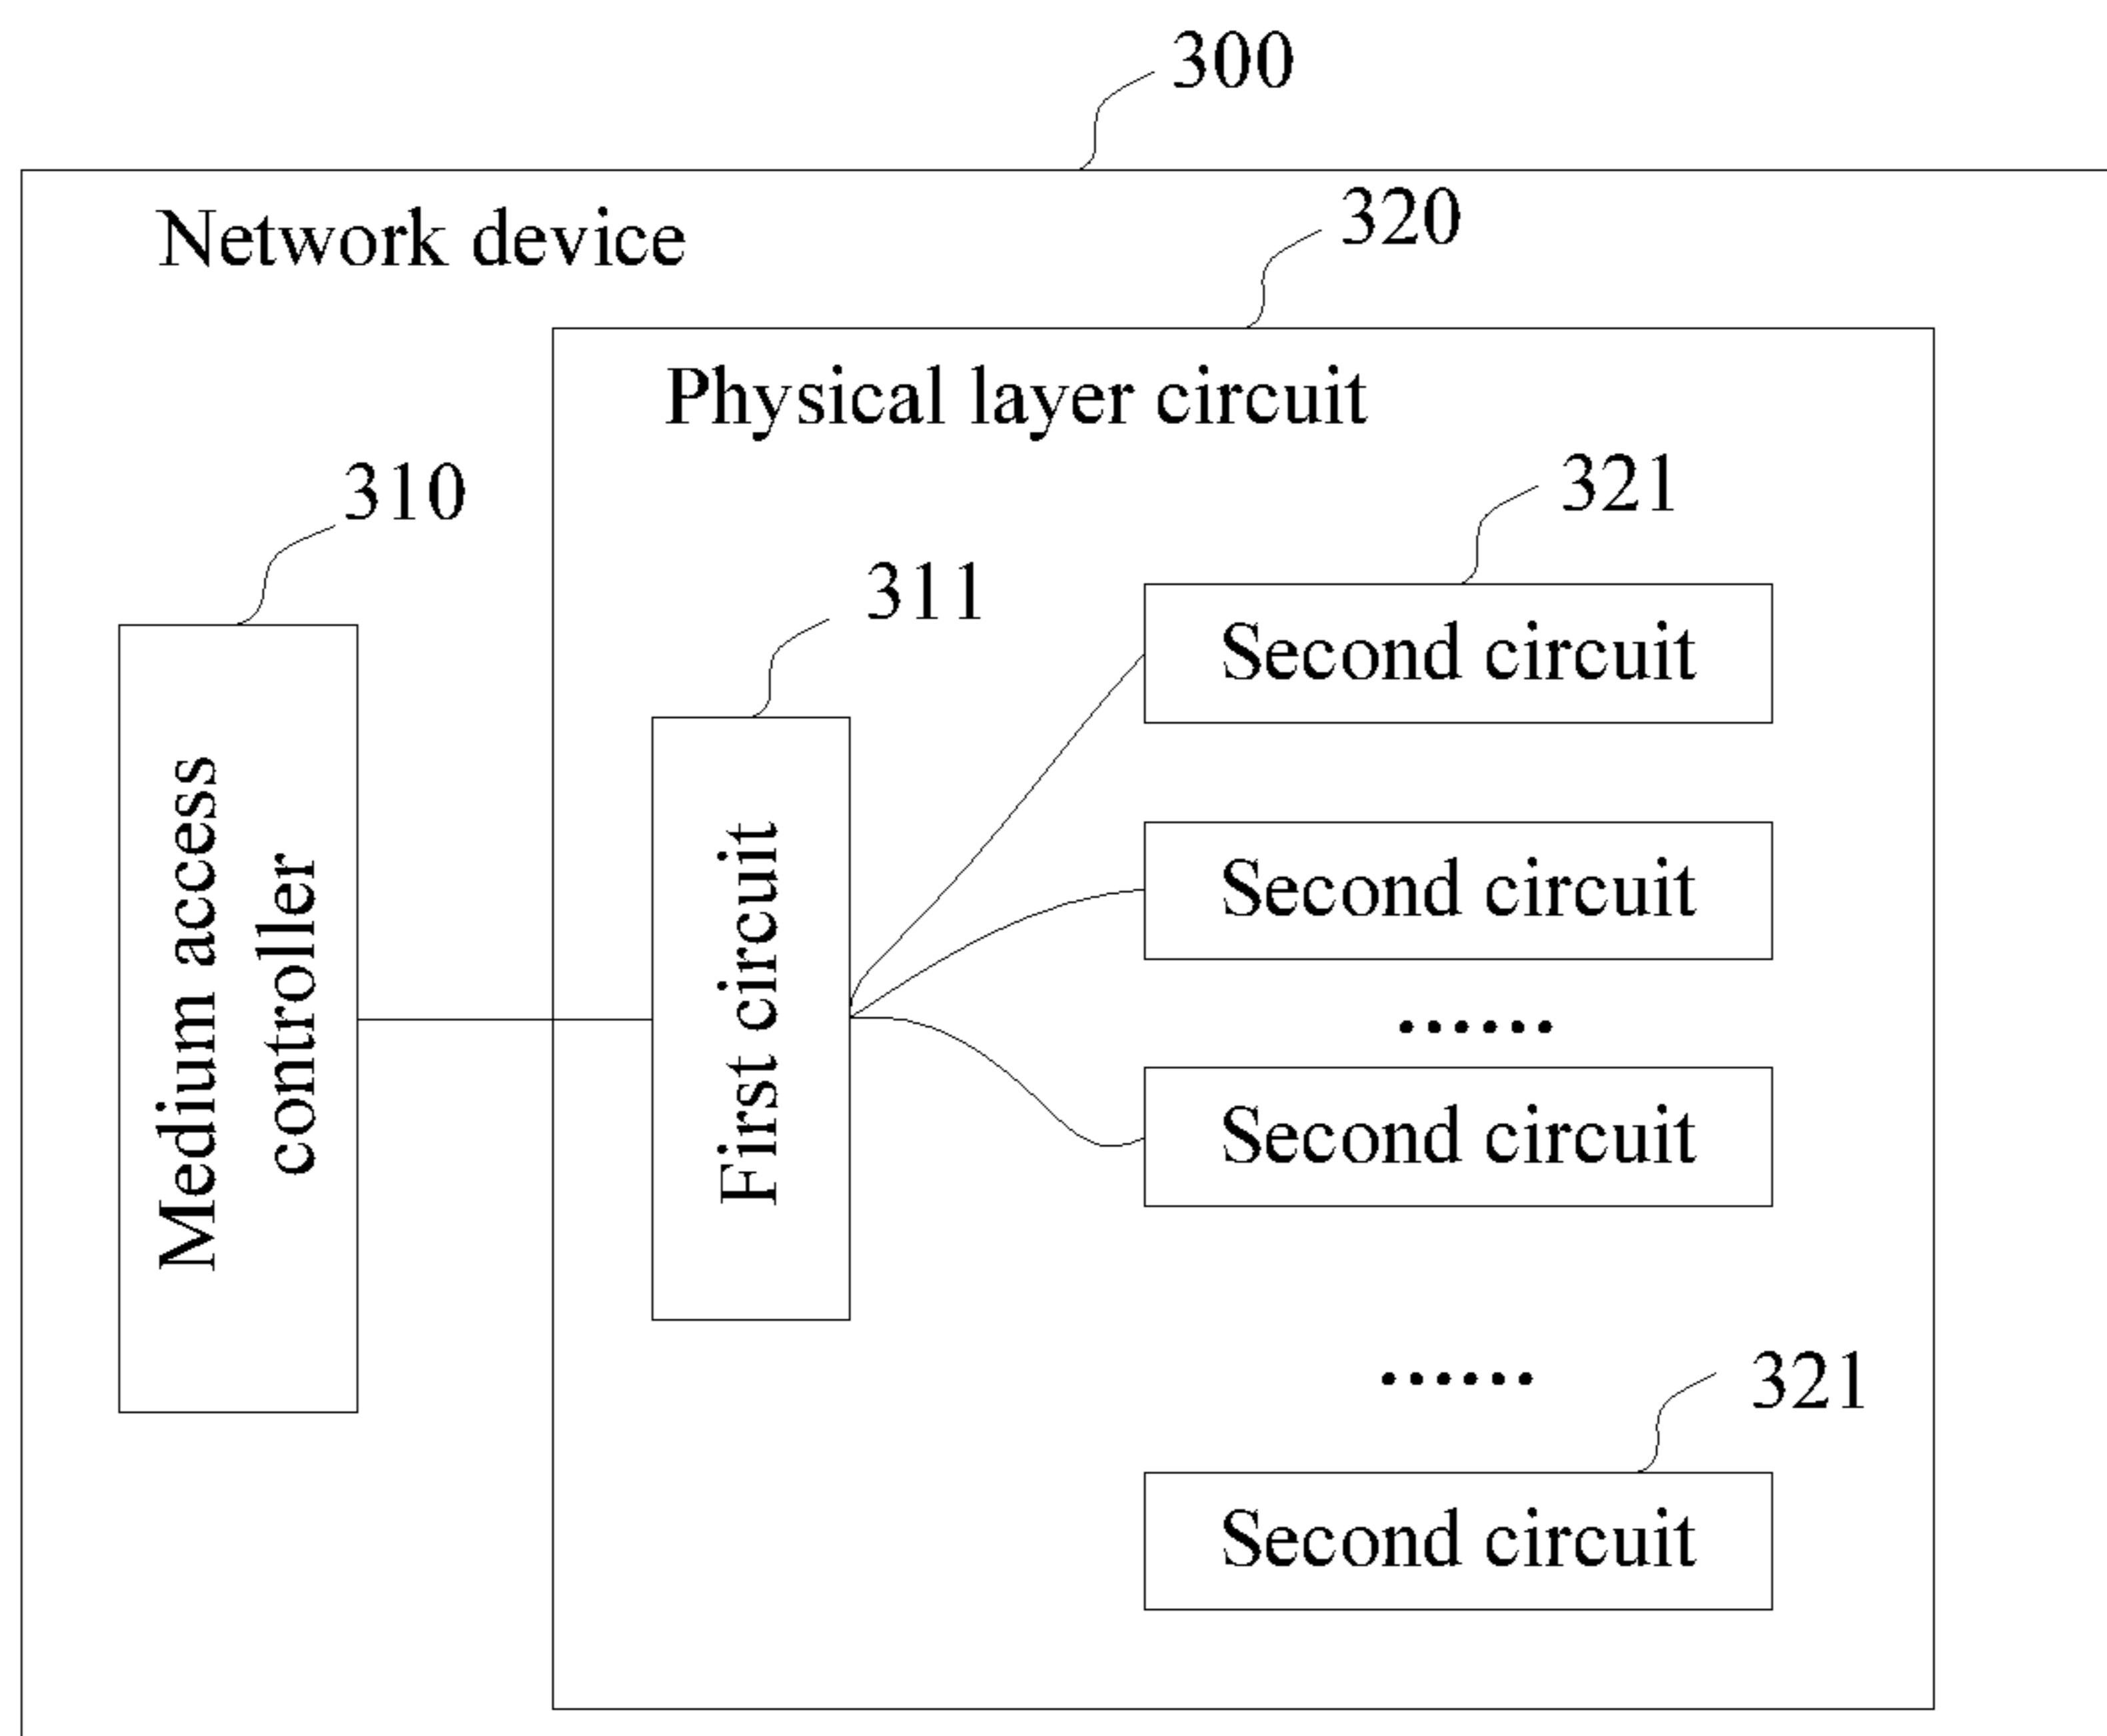 300
Network device
320
Physical layer circuit
310
321
311
Second circuit
Medium access
controller
First circuit
Second circuit
……
Second circuit
……
321
Second circuit